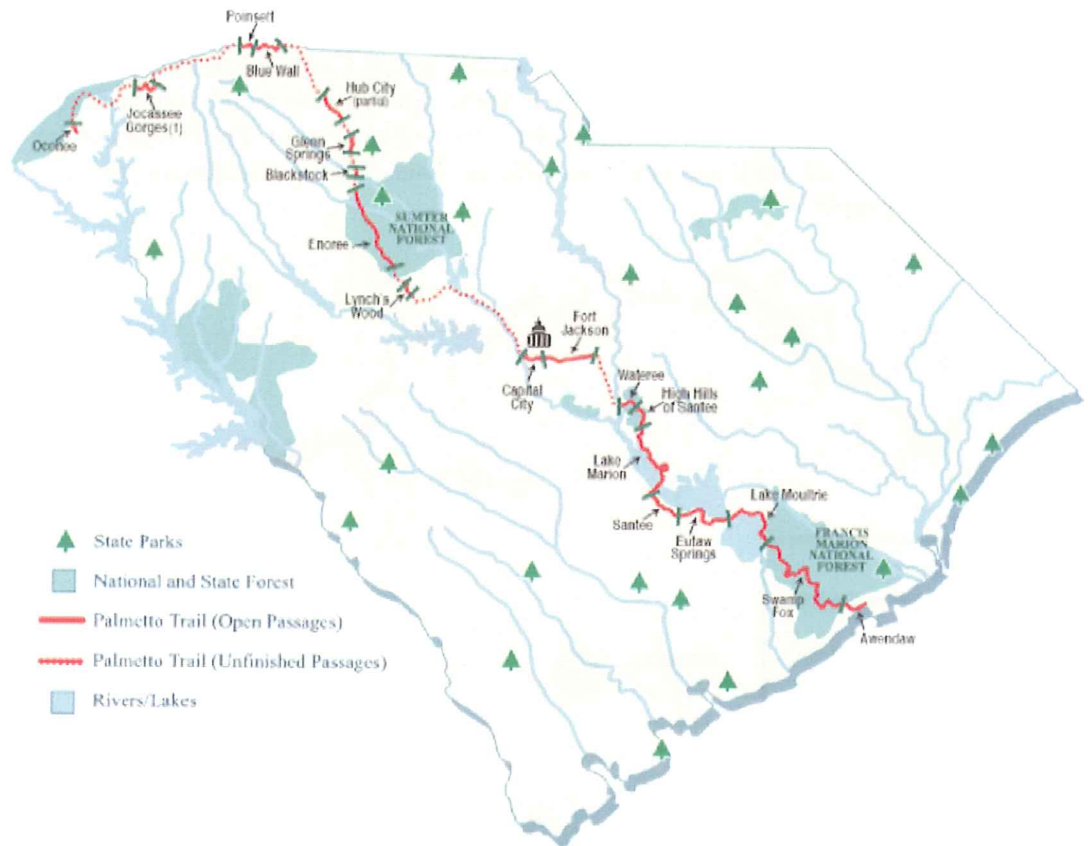 Poinsett
Blue Wall
Hub City
(partial)
Jocassee
Gorges (1)
Oconee
Glenn
Springs
Blackstock
SUMTER
NATIONAL
FOREST
Enoree
Lynch's
Wood
Fort
Jackson
Capital
City
Wateree
High Hills
of Santee
Lake
Marion
Lake Moultrie
Santee
Eutaw
Springs
FRANCIS
MARION
NATIONAL
FOREST
Swamp
Fox
Awendaw
State Parks
National and State Forest
Palmetto Trail (Open Passages)
Palmetto Trail (Unfinished Passages)
Rivers/Lakes